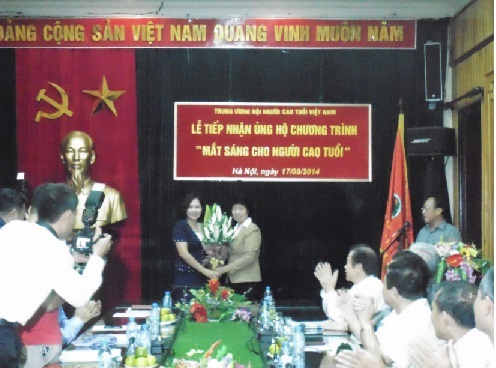 ĐẢNG CỘNG SẢN VIỆT NAM QUANG VINH MUÔN NĂM
TRUNG ƯƠNG HỘI NGƯỜI CAO TUỔI VIỆT NAM
LỄ TIẾP NHẬN ỦNG HỘ CHƯƠNG TRÌNH
"MẮT SÁNG CHO NGƯỜI CAO TUỔI"
Hà Nội, ngày 17/09/2014